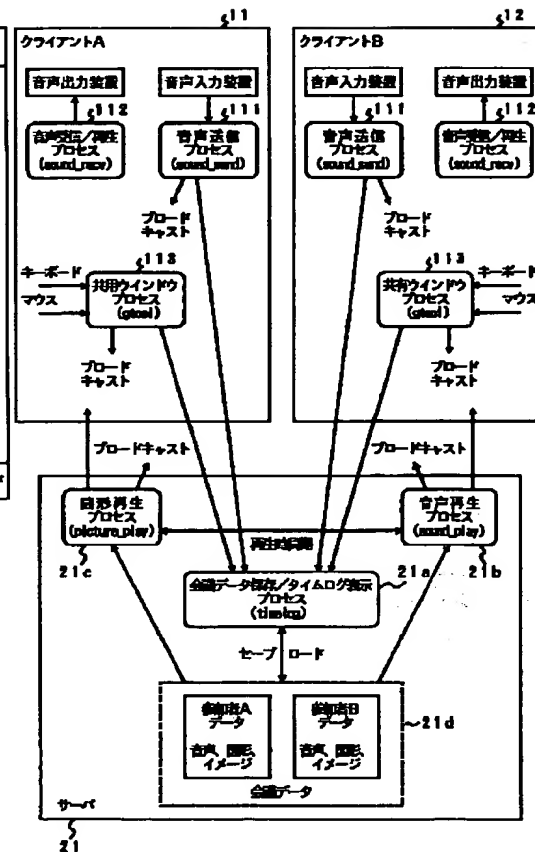 11
クライアントA
音声出力装置
音声入力装置
112
音声受信/再生
プロセス
(sound_recv)
111
音声送信
プロセス
(sound_send)
ブロード
キャスト
113
キーボード
マウス
共用ウインドウ
プロセス
(gtool)
ブロード
キャスト
12
クライアントB
音声入力装置
音声出力装置
111
音声送信
プロセス
(sound_send)
112
音声受信/再生
プロセス
(sound_recv)
ブロード
キャスト
113
共有ウインドウ
プロセス
(gtool)
キーボード
マウス
ブロード
キャスト
ブロードキャスト
ブロードキャスト
図形再生
プロセス
(picture_play)
21c
音声再生
プロセス
(sound_play)
21b
会議データ保存/タイムログ表示
プロセス
(timelog)
21a
セーブ
ロード
参加者A
データ
音声、図形、
イメージ
参加者B
データ
音声、図形、
イメージ
会議データ
21d
サーバ
21